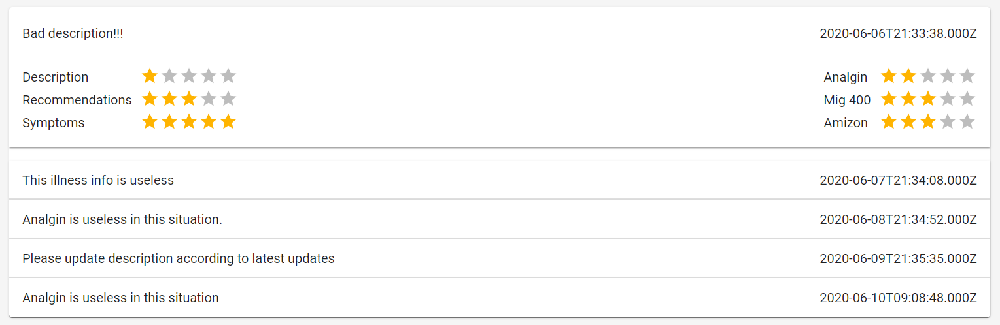 Bad description!!! 2020-06-06T21:33:38.000Z
Description Analgin
Recommendations Mig 400
Symptoms Amizon
This illness info is useless 2020-06-07T21:34:08.000Z
Analgin is useless in this situation. 2020-06-08T21:34:52.000Z
Please update description according to latest updates 2020-06-09T21:35:35.000Z
Analgin is useless in this situation 2020-06-10T09:08:48.000Z